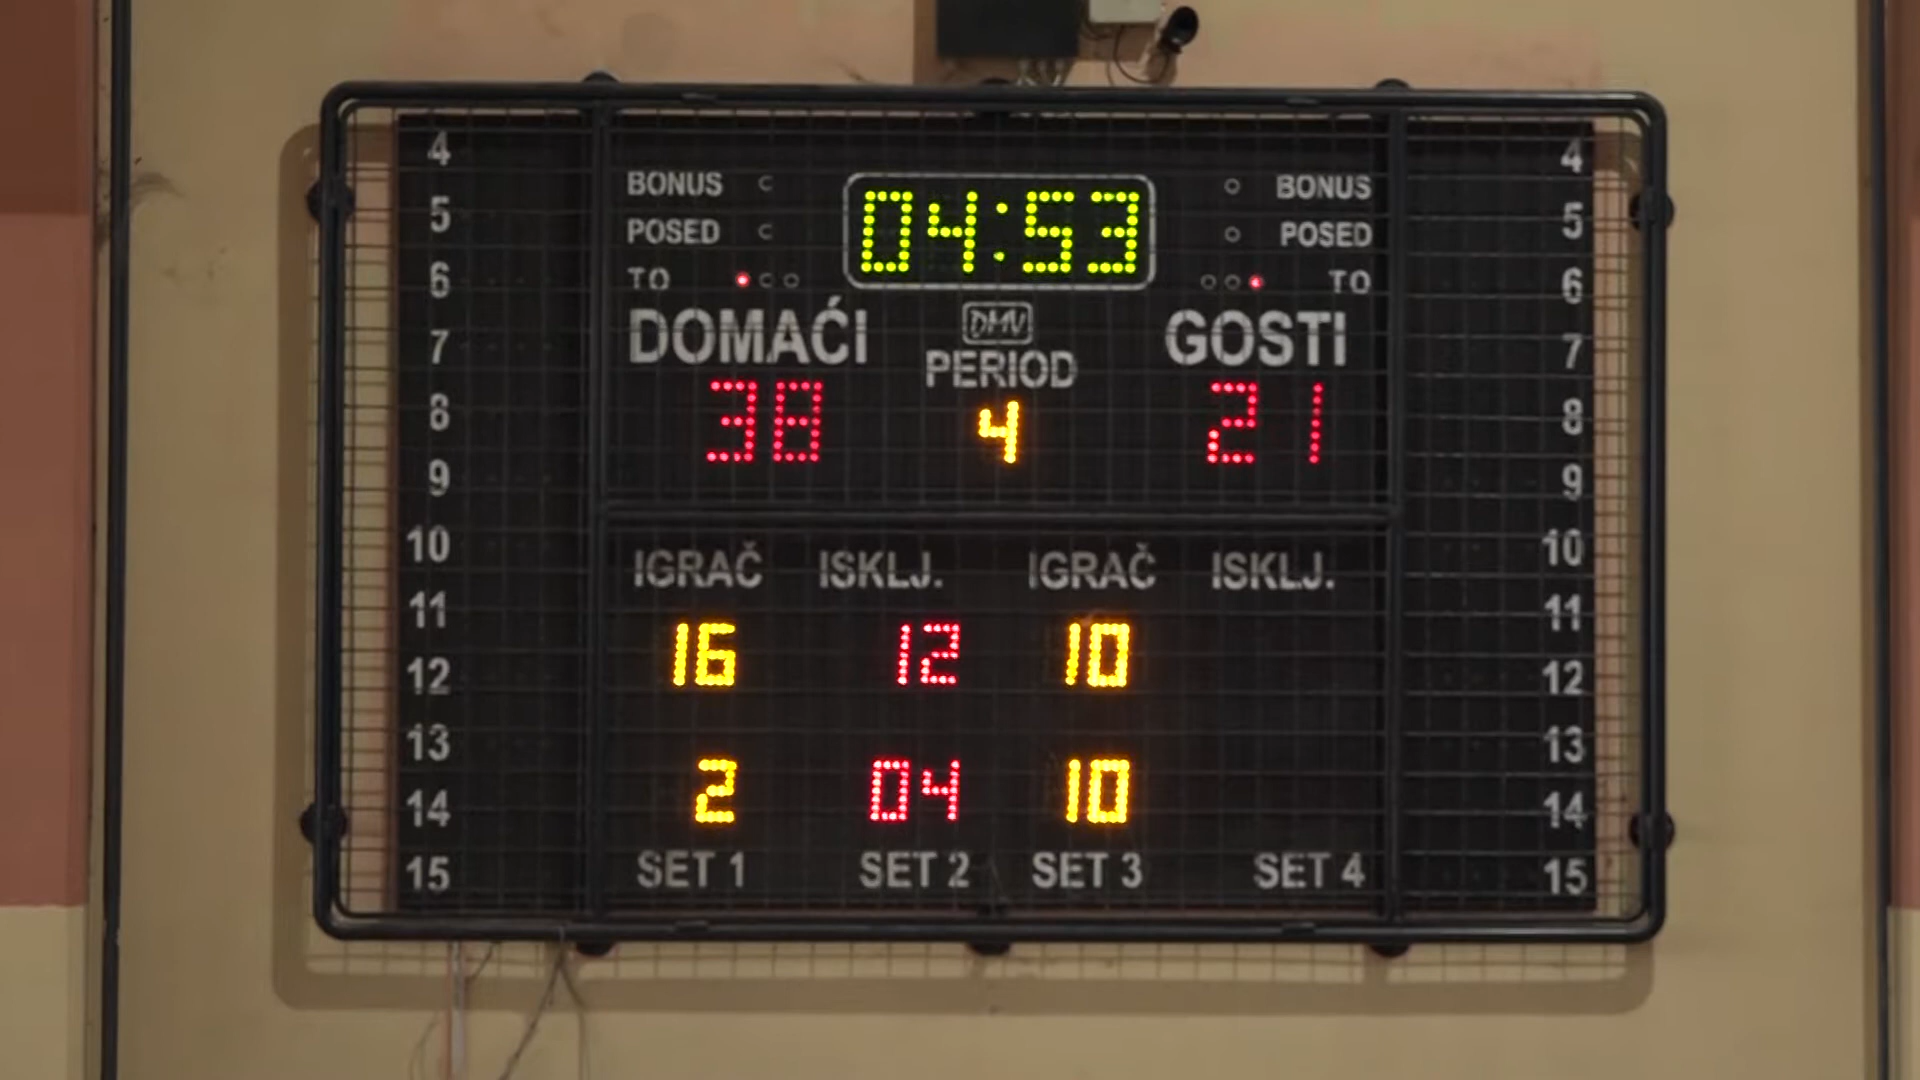 4 4
BONUS 04:53 BONUS
5 5
POSED POSED
6 TO TO 6
DOMAĆI DMV GOSTI
7 PERIOD 7
38 4 21
8 8
9 9
10 IGRAČ ISKLJ. IGRAČ ISKLJ. 10
11 11
16 12 10
12 12
13 13
2 04 10
14 14
15 SET 1 SET 2 SET 3 SET 4 15